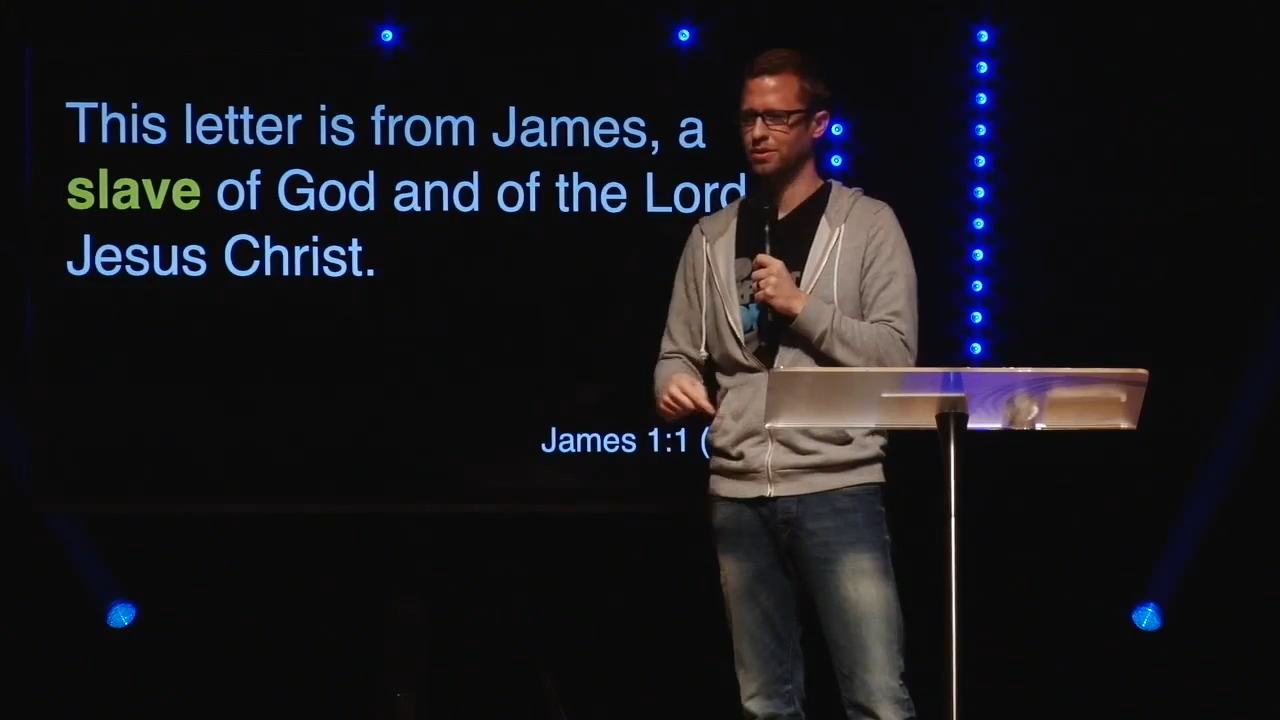 This letter is from James, a
slave of God and of the Lord
Jesus Christ.
James 1:1 (